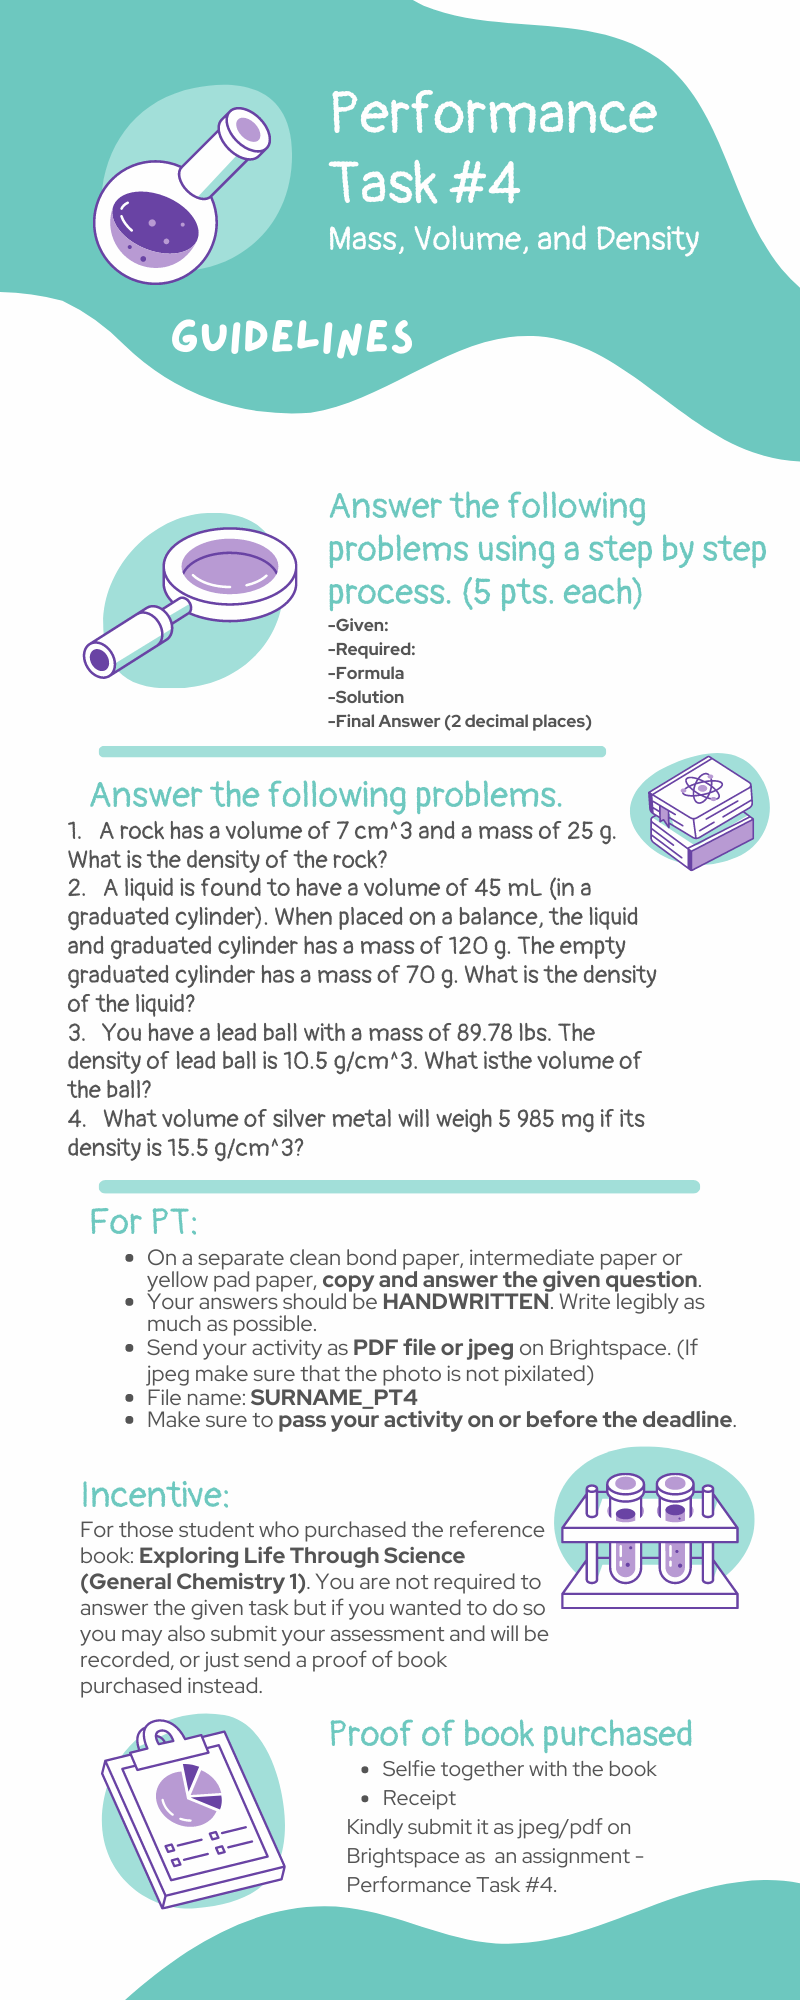 Performance
Task #4
Mass, Volume, and Density
GUIDELINES
Answer the following
problems using a step by step
process. (5 pts. each)
-Given:
-Required:
-Formula
-Solution
-Final Answer (2 decimal places)
Answer the following problems.
1. A rock has a volume of 7 cm^3 and a mass of 25 g.
What is the density of the rock?
2. A liquid is found to have a volume of 45 mL (in a
graduated cylinder). When placed on a balance, the liquid
and graduated cylinder has a mass of 120 g. The empty
graduated cylinder has a mass of 70 g. What is the density
of the liquid?
3. You have a lead ball with a mass of 89.78 lbs. The
density of lead ball is 10.5 g/cm^3. What isthe volume of
the ball?
4. What volume of silver metal will weigh 5 985 mg if its
density is 15.5 g/cm^3?
For PT:
• On a separate clean bond paper, intermediate paper or
yellow pad paper, copy and answer the given question.
• Your answers should be HANDWRITTEN. Write legibly as
much as possible.
• Send your activity as PDF file or jpeg on Brightspace. (If
jpeg make sure that the photo is not pixilated)
• File name: SURNAME_PT4
• Make sure to pass your activity on or before the deadline.
Incentive:
For those student who purchased the reference
book: Exploring Life Through Science
(General Chemistry 1). You are not required to
answer the given task but if you wanted to do so
you may also submit your assessment and will be
recorded, or just send a proof of book
purchased instead.
Proof of book purchased
• Selfie together with the book
• Receipt
Kindly submit it as jpeg/pdf on
Brightspace as an assignment -
Performance Task #4.